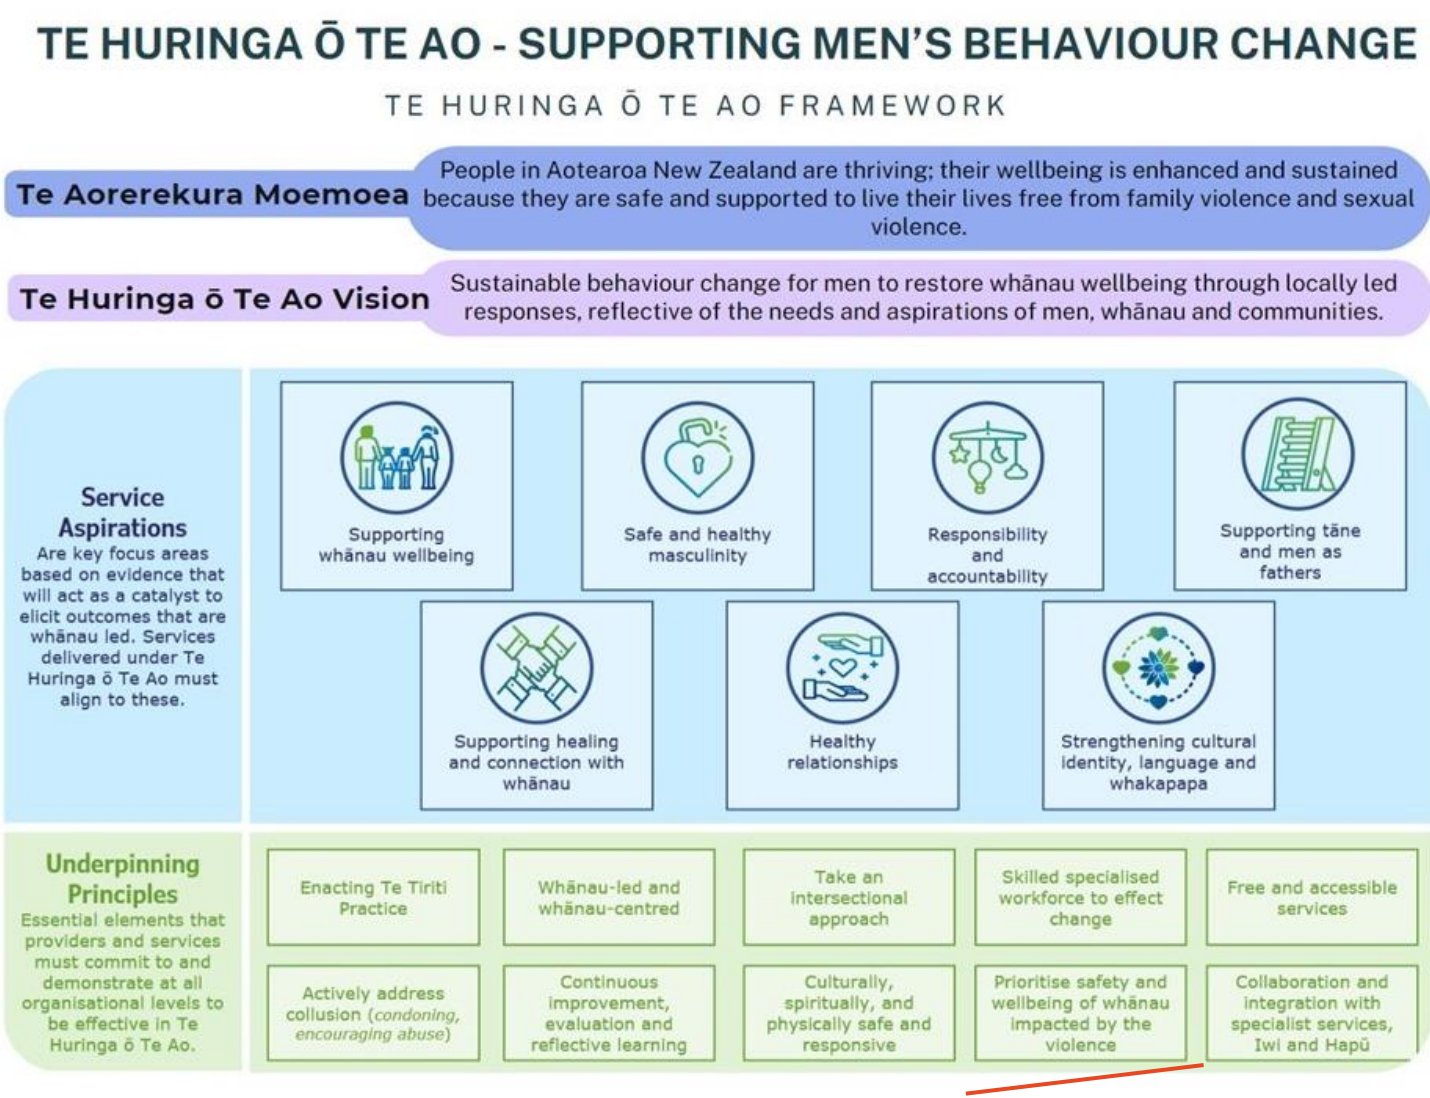 TE HURINGA Ō TE AO - SUPPORTING MEN'S BEHAVIOUR CHANGE
TE HURINGA Ō TE AO FRAMEWORK
Te Aorerekura Moemoea
People in Aotearoa New Zealand are thriving; their wellbeing is enhanced and sustained
because they are safe and supported to live their lives free from family violence and sexual
violence.
Te Huringa ō Te Ao Vision
Sustainable behaviour change for men to restore whānau wellbeing through locally led
responses, reflective of the needs and aspirations of men, whānau and communities.
Service
Aspirations
Are key focus areas
based on evidence that
will act as a catalyst to
elicit outcomes that are
whānau led. Services
delivered under Te
Huringa ō Te Ao must
align to these.
Supporting
whānau wellbeing
Safe and healthy
masculinity
Responsibility
and
accountability
Supporting tāne
and men as
fathers
Supporting healing
and connection with
whānau
Healthy
relationships
Strengthening cultural
identity, language and
whakapapa
Underpinning
Principles
Essential elements that
providers and services
must commit to and
demonstrate at all
organisational levels to
be effective in Te
Huringa ō Te Ao.
Enacting Te Tiriti
Practice
Whānau-led and
whānau-centred
Take an
intersectional
approach
Skilled specialised
workforce to effect
change
Free and accessible
services
Actively address
collusion (condoning,
encouraging abuse)
Continuous
improvement,
evaluation and
reflective learning
Culturally,
spiritually, and
physically safe and
responsive
Prioritise safety and
wellbeing of whānau
impacted by the
violence
Collaboration and
integration with
specialist services,
Iwi and Hapū